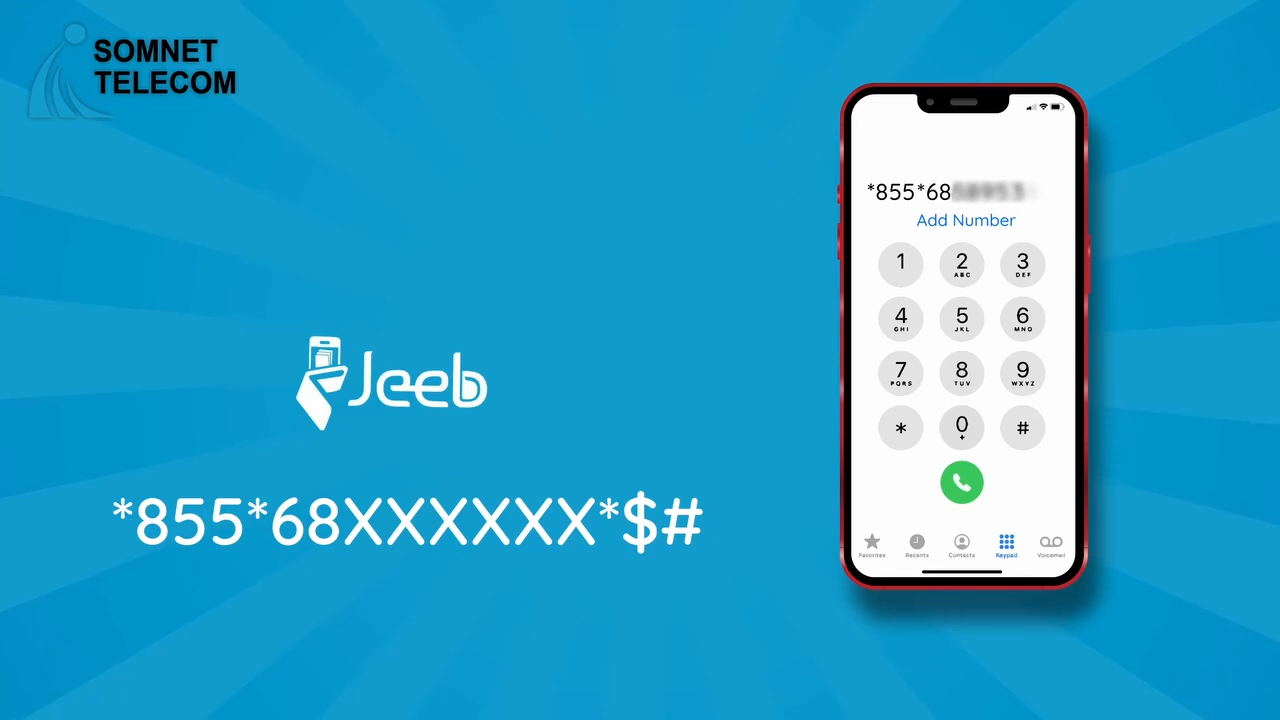 SOMNET
TELECOM
Jeeb
*855*68XXXXXX*$#
*855*68
Add Number
1
2
ABC
3
DEF
4
GHI
5
JKL
6
MNO
7
PQRS
8
TUV
9
WXYZ
*
0
+
#
Favorites
Recents
Contacts
Keypad
Voicemail